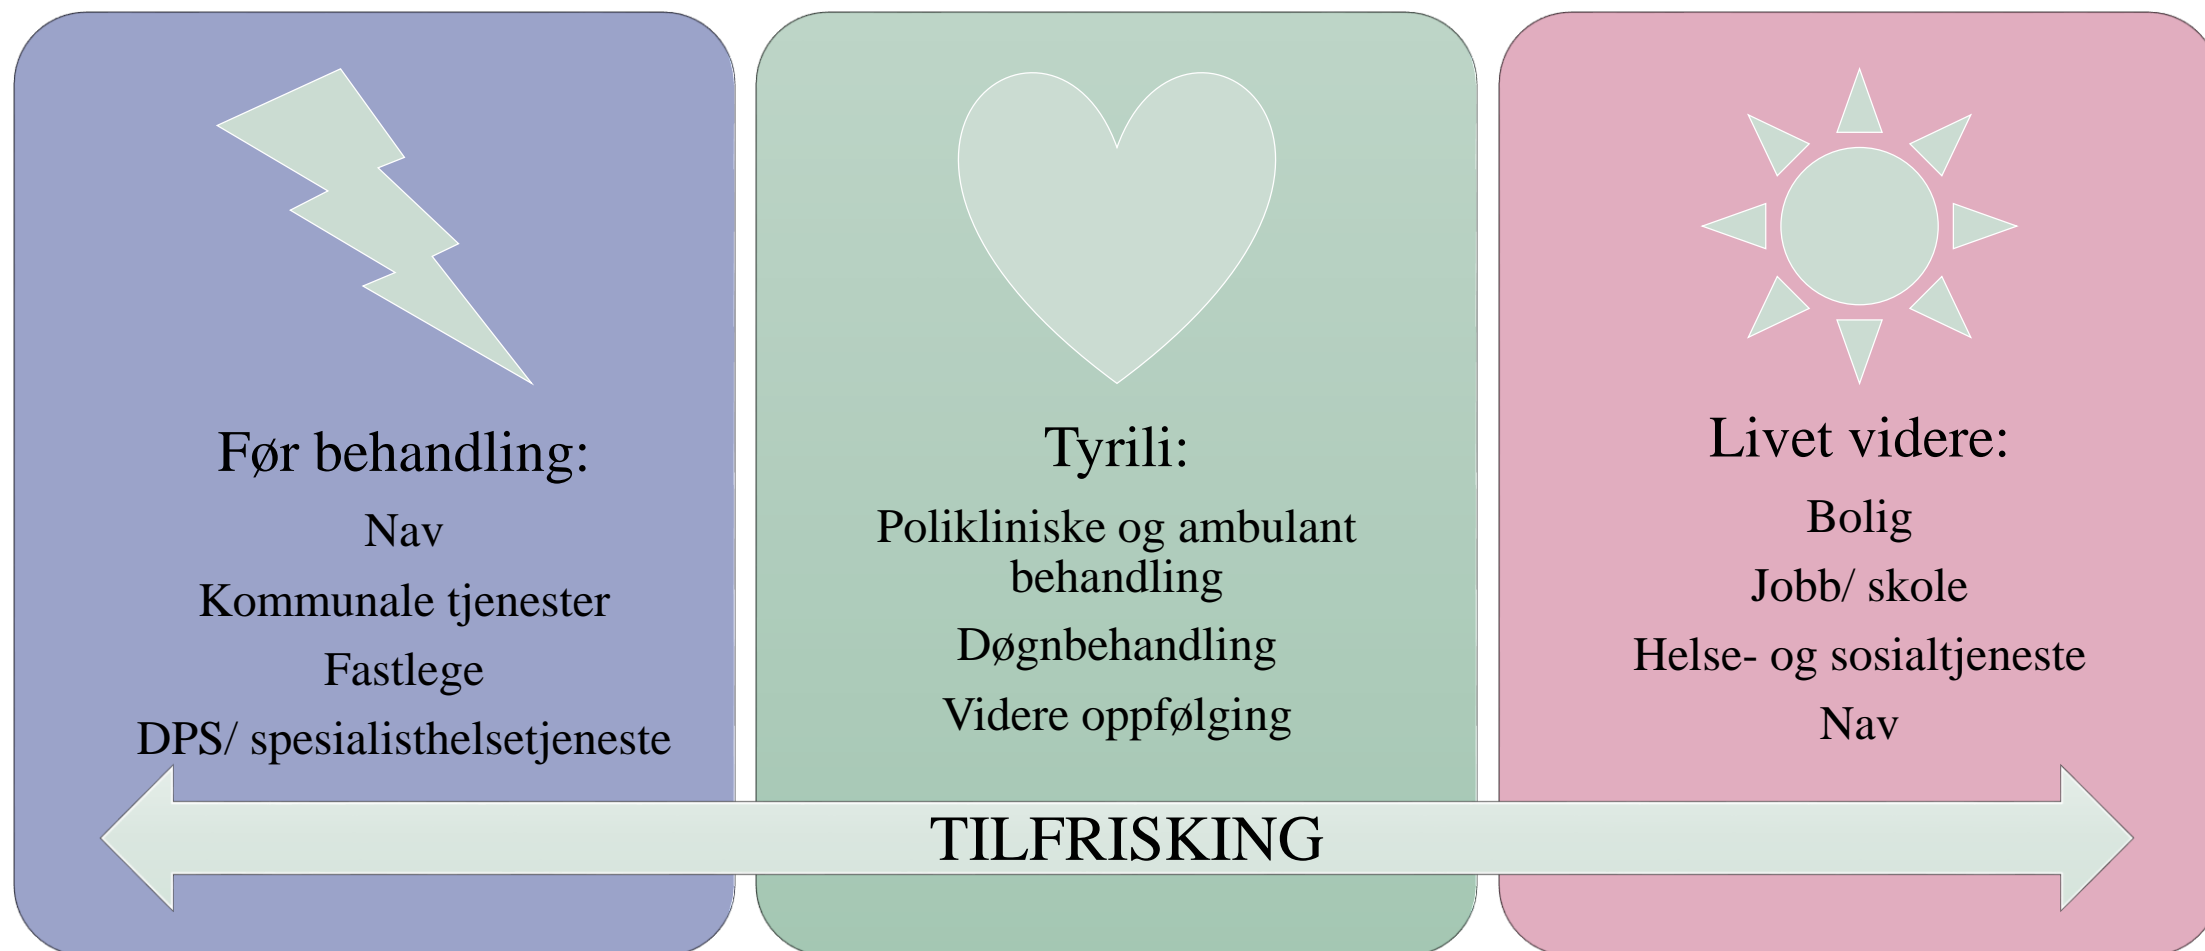 Før behandling:
Nav
Kommunale tjenester
Fastlege
DPS/ spesialisthelsetjeneste
Tyrili:
Polikliniske og ambulant
behandling
Døgnbehandling
Videre oppfølging
Livet videre:
Bolig
Jobb/ skole
Helse- og sosialtjeneste
Nav
TILFRISKING